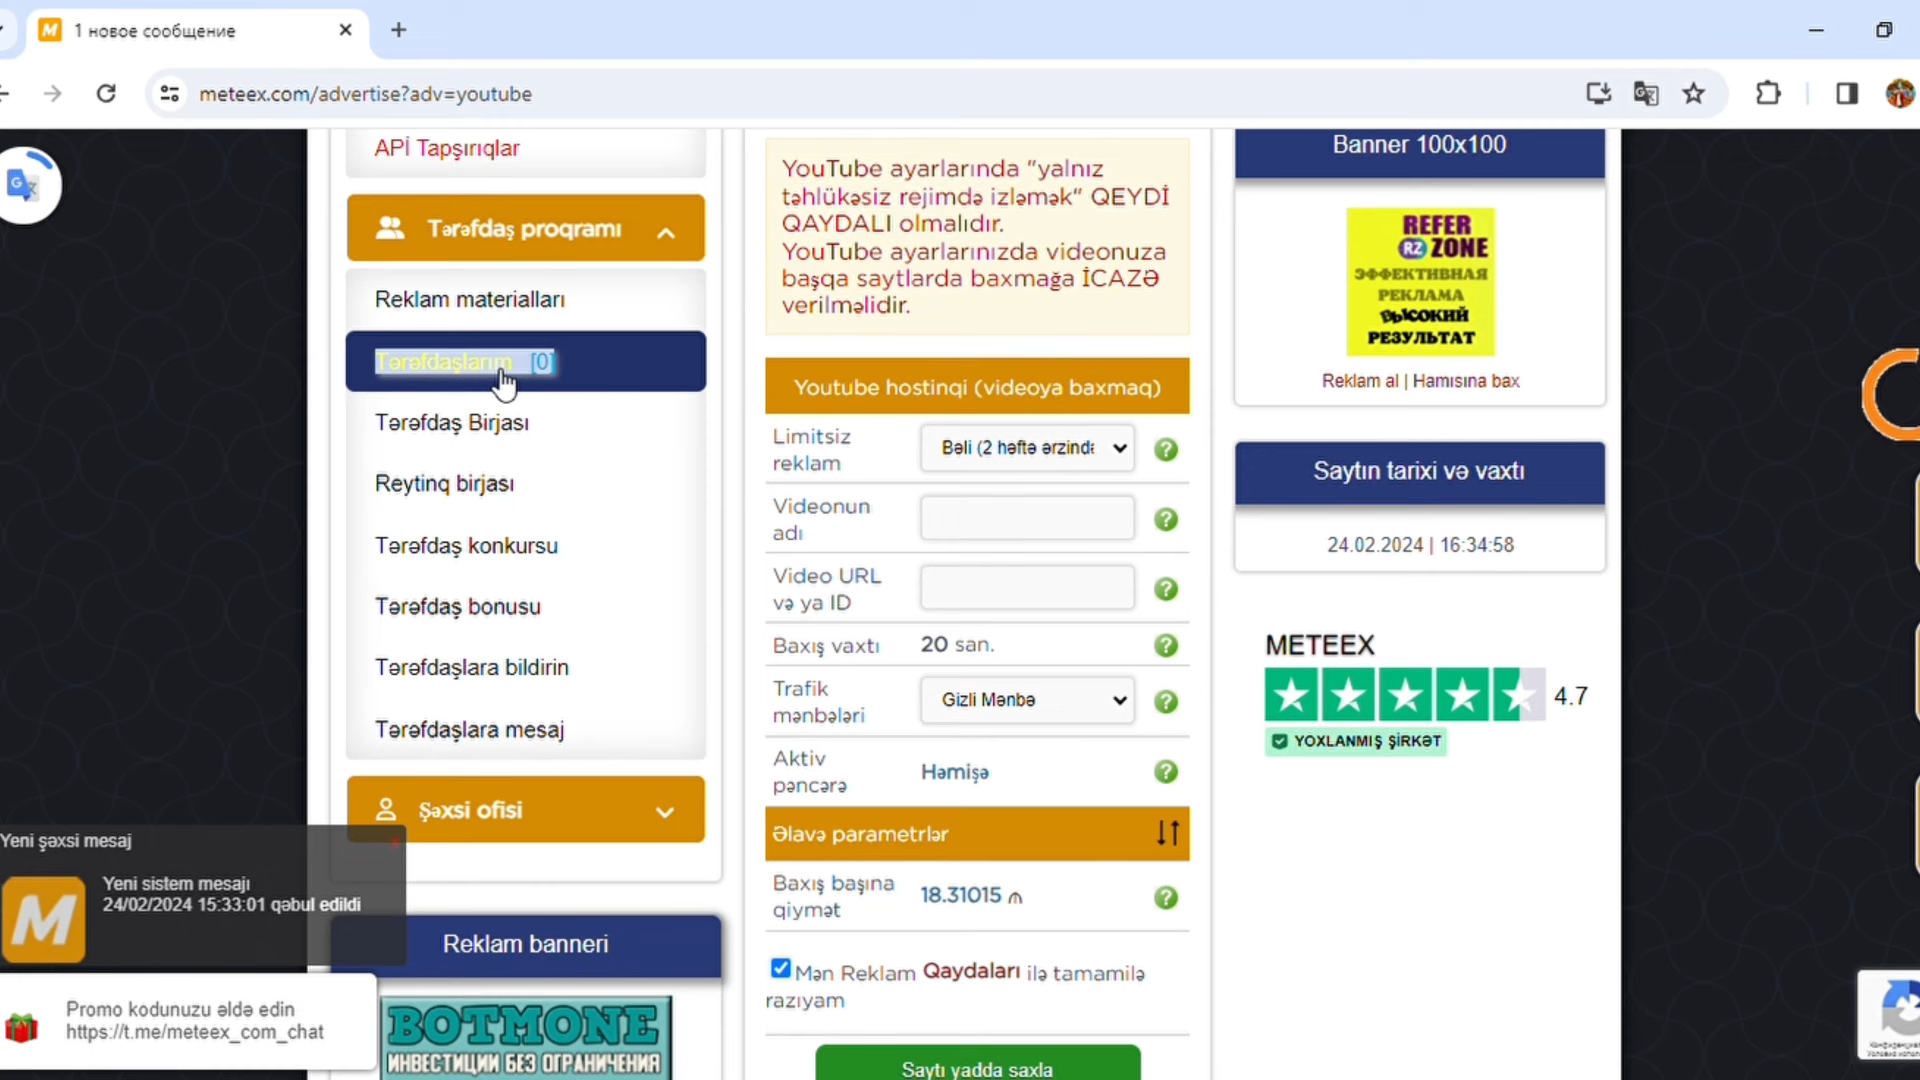 1 новое сообщение
meteex.com/advertise?adv=youtube
APİ Tapşırıqlar
Tərəfdaş proqramı
Reklam materialları
Tərəfdaşlarım [0]
Tərəfdaş Birjası
Reytinq birjası
Tərəfdaş konkursu
Tərəfdaş bonusu
Tərəfdaşlara bildirin
Tərəfdaşlara mesaj
Şəxsi ofisi
Yeni şəxsi mesaj
Yeni sistem mesajı
24/02/2024 15:33:01 qəbul edildi
Promo kodunuzu əldə edin
https://t.me/meteex_com_chat
Reklam banneri
BOTMONE
ИНВЕСТИЦИИ БЕЗ ОГРАНИЧЕНИЯ
YouTube ayarlarında "yalnız
təhlükəsiz rejimdə izləmək" QEYDİ
QAYDALI olmalıdır.
YouTube ayarlarınızda videonuza
başqa saytlarda baxmağa İCAZƏ
verilməlidir.
Youtube hostinqi (videoya baxmaq)
Limitsiz
reklam
Bəli (2 həftə ərzində
Videonun
adı
Video URL
və ya ID
Baxış vaxtı 20 san.
Trafik
mənbələri
Gizli Mənbə
Aktiv
pəncərə
Həmişə
Əlavə parametrlər
Baxış başına
qiymət
18.31015 ₼
Mən Reklam Qaydaları ilə tamamilə
razıyam
Saytı yadda saxla
Banner 100x100
REFER
RZ ZONE
ЭФФЕКТИВНАЯ
РЕКЛАМА
ВЫСОКИЙ
РЕЗУЛЬТАТ
Reklam al | Hamısına bax
Saytın tarixi və vaxtı
24.02.2024 | 16:34:58
METEEX
4.7
YOXLANMIŞ ŞİRKƏT